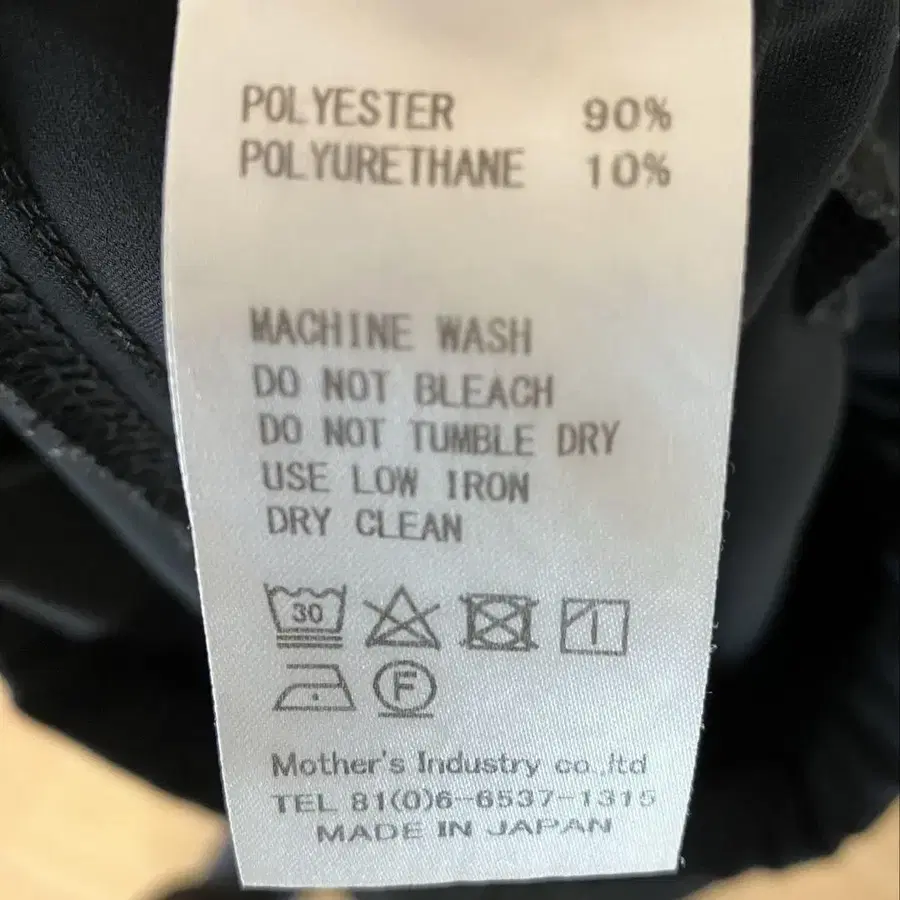 POLYESTER 90%
POLYURETHANE 10%
MACHINE WASH
DO NOT BLEACH
DO NOT TUMBLE DRY
USE LOW IRON
DRY CLEAN
30
F
Mother's Industry co.,ltd
TEL 81(0)6-6537-1315
MADE IN JAPAN